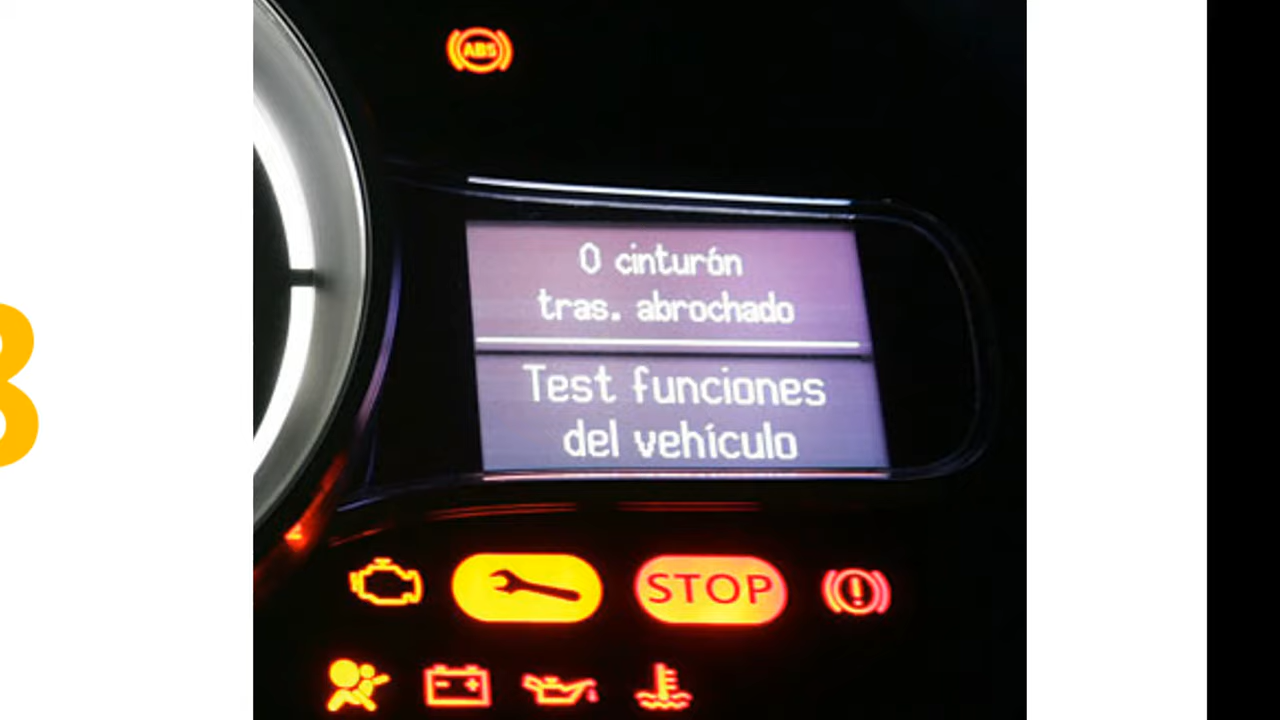 ABS
0 cinturón
tras. abrochado
Test funciones
del vehículo
STOP